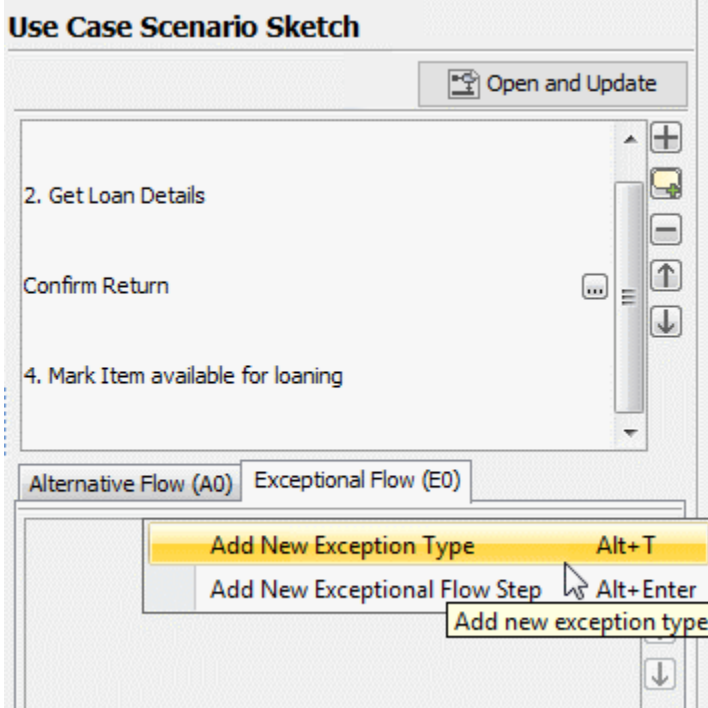 Use Case Scenario Sketch
Open and Update
2. Get Loan Details
Confirm Return
...
4. Mark Item available for loaning
Alternative Flow (A0) Exceptional Flow (E0)
Add New Exception Type Alt+T
Add New Exceptional Flow Step Alt+Enter
Add new exception type